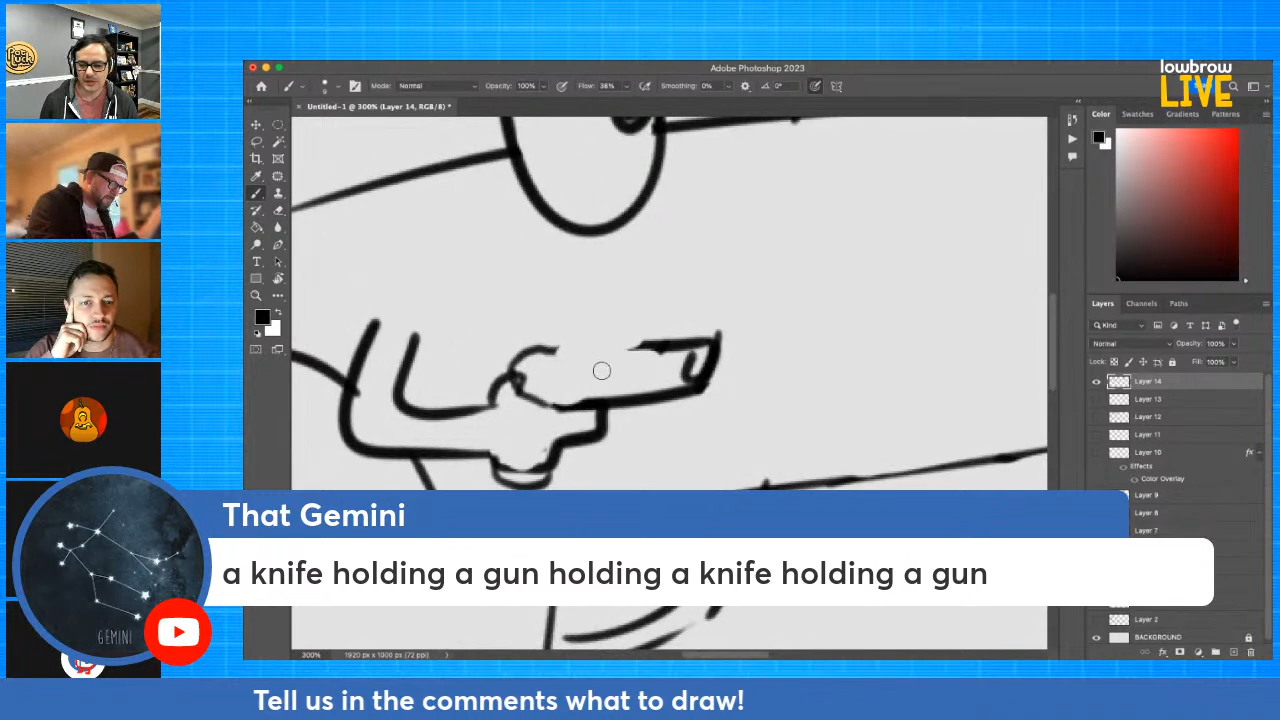 lowbrow
LIVE
Adobe Photoshop 2023
9
Mode: Normal
Opacity: 100%
Flow: 38%
Smoothing: 0%
0°
Untitled-1 @ 300% (Layer 14, RGB/8) *
Color
Swatches
Gradients
Patterns
Layers
Channels
Paths
Kind
Normal
Opacity: 100%
Lock:
Fill: 100%
Layer 14
Layer 13
Layer 12
Layer 11
Layer 10
fx
Effects
Color Overlay
Layer 9
Layer 8
Layer 7
Layer 2
BACKGROUND
300%
1920 px x 1000 px (72 ppi)
That Gemini
a knife holding a gun holding a knife holding a gun
GEMINI
Tell us in the comments what to draw!